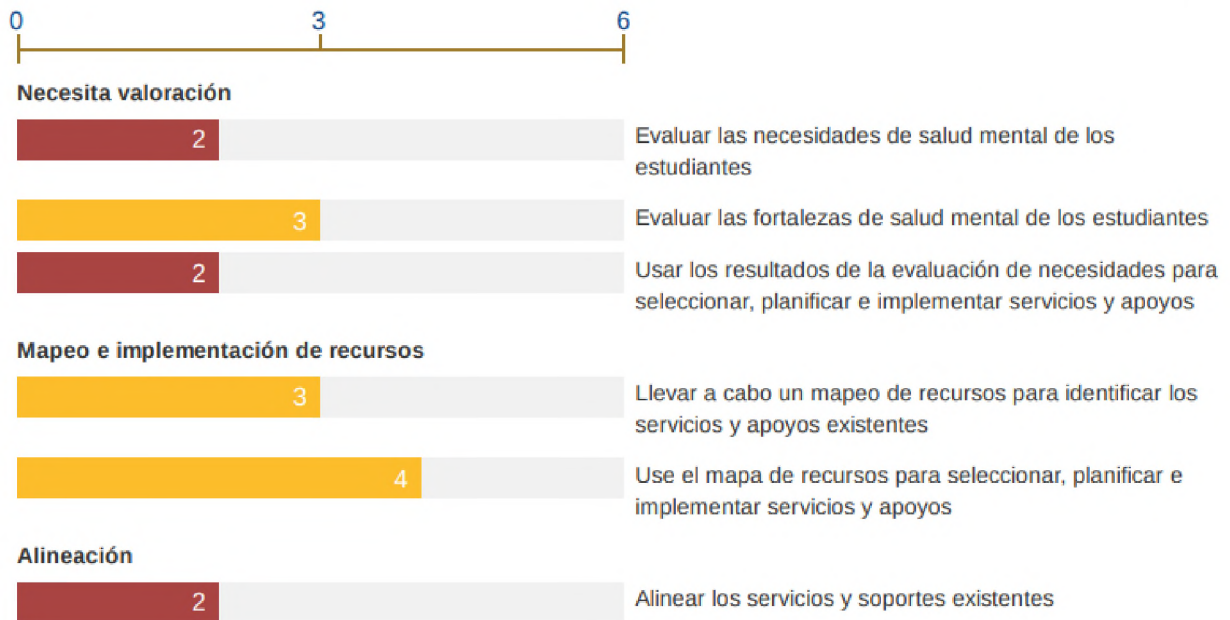 0 3 6
Necesita valoración
2
Evaluar las necesidades de salud mental de los
estudiantes
3
Evaluar las fortalezas de salud mental de los estudiantes
2
Usar los resultados de la evaluación de necesidades para
seleccionar, planificar e implementar servicios y apoyos
Mapeo e implementación de recursos
3
Llevar a cabo un mapeo de recursos para identificar los
servicios y apoyos existentes
4
Use el mapa de recursos para seleccionar, planificar e
implementar servicios y apoyos
Alineación
2
Alinear los servicios y soportes existentes